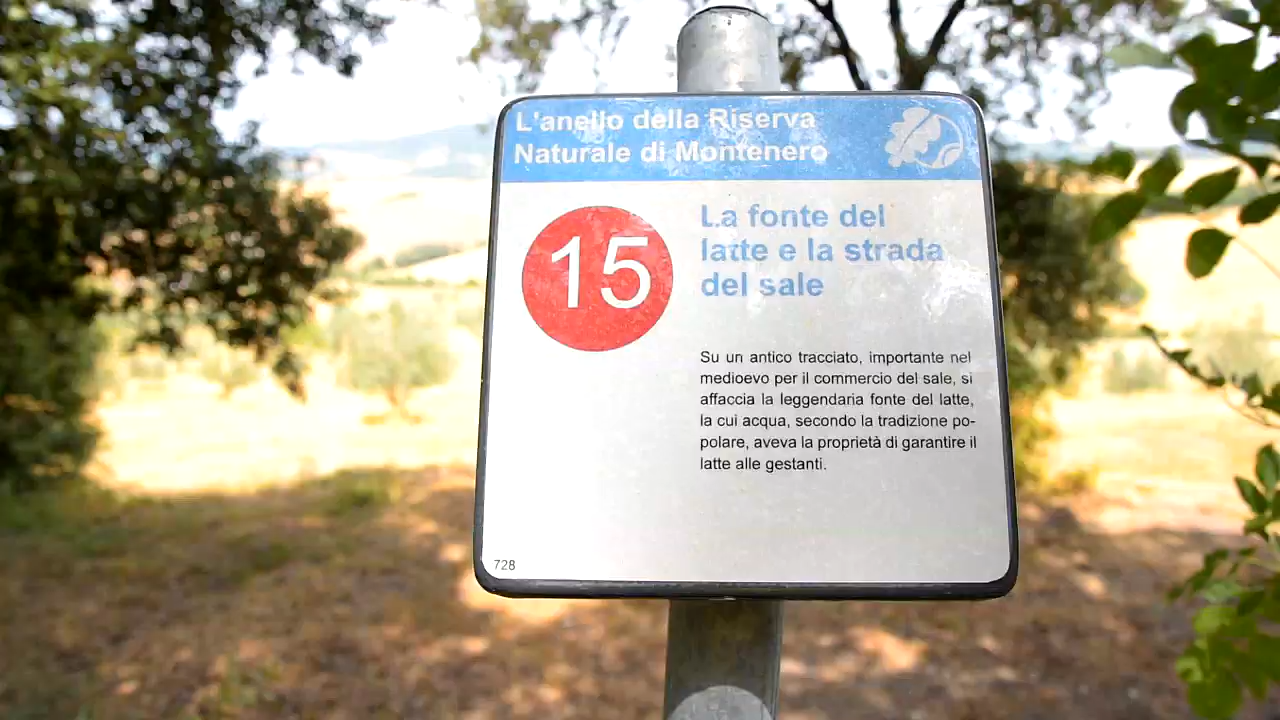 L'anello della Riserva
Naturale di Montenero
15
La fonte del
latte e la strada
del sale
Su un antico tracciato, importante nel
medioevo per il commercio del sale, si
affaccia la leggendaria fonte del latte,
la cui acqua, secondo la tradizione po-
polare, aveva la proprietà di garantire il
latte alle gestanti.
728